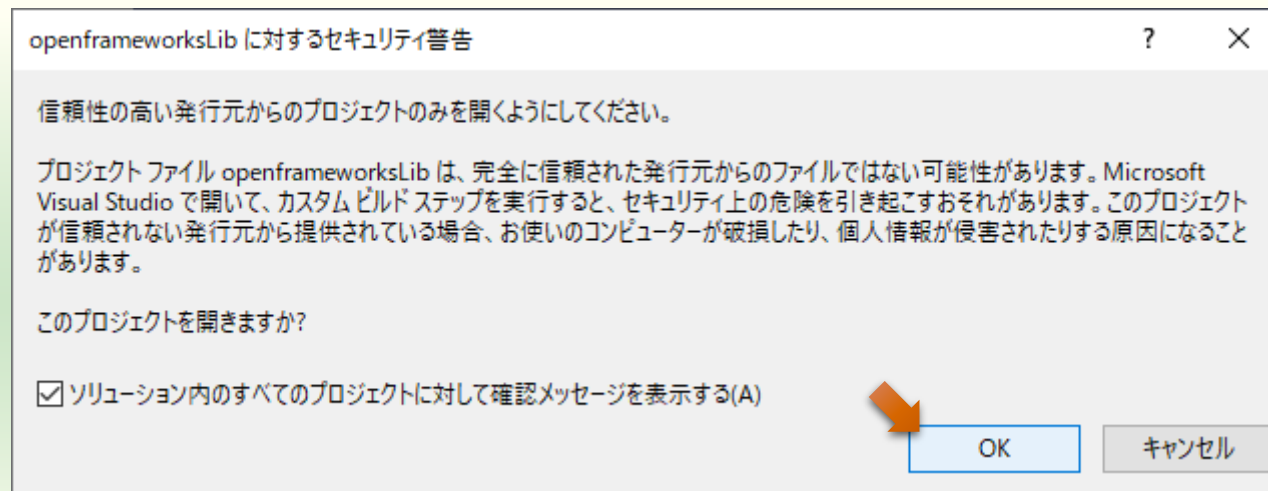 openframeworksLib に対するセキュリティ警告
?
×
信頼性の高い発行元からのプロジェクトのみを開くようにしてください。
プロジェクト ファイル openframeworksLib は、完全に信頼された発行元からのファイルではない可能性があります。Microsoft
Visual Studio で開いて、カスタム ビルド ステップを実行すると、セキュリティ上の危険を引き起こすおそれがあります。このプロジェクト
が信頼されない発行元から提供されている場合、お使いのコンピューターが破損したり、個人情報が侵害されたりする原因になること
があります。
このプロジェクトを開きますか?
ソリューション内のすべてのプロジェクトに対して確認メッセージを表示する(A)
OK
キャンセル